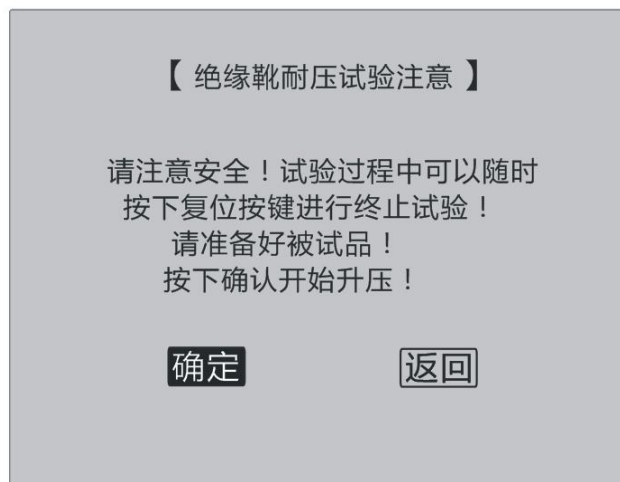 【 绝缘靴耐压试验注意 】
请注意安全！试验过程中可以随时
按下复位按键进行终止试验！
请准备好被试品！
按下确认开始升压！
确定
返回